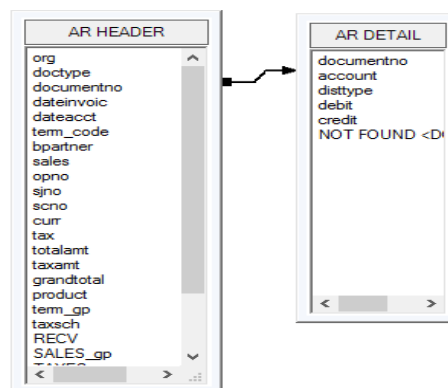 AR HEADER
org
doctype
documentno
dateinvoic
dateacct
term_code
bpartner
sales
opno
sjno
scno
curr
tax
totalamt
taxamt
grandtotal
product
term_gp
taxsch
RECV
SALES_gp
AR DETAIL
documentno
account
disttype
debit
credit
NOT FOUND <D